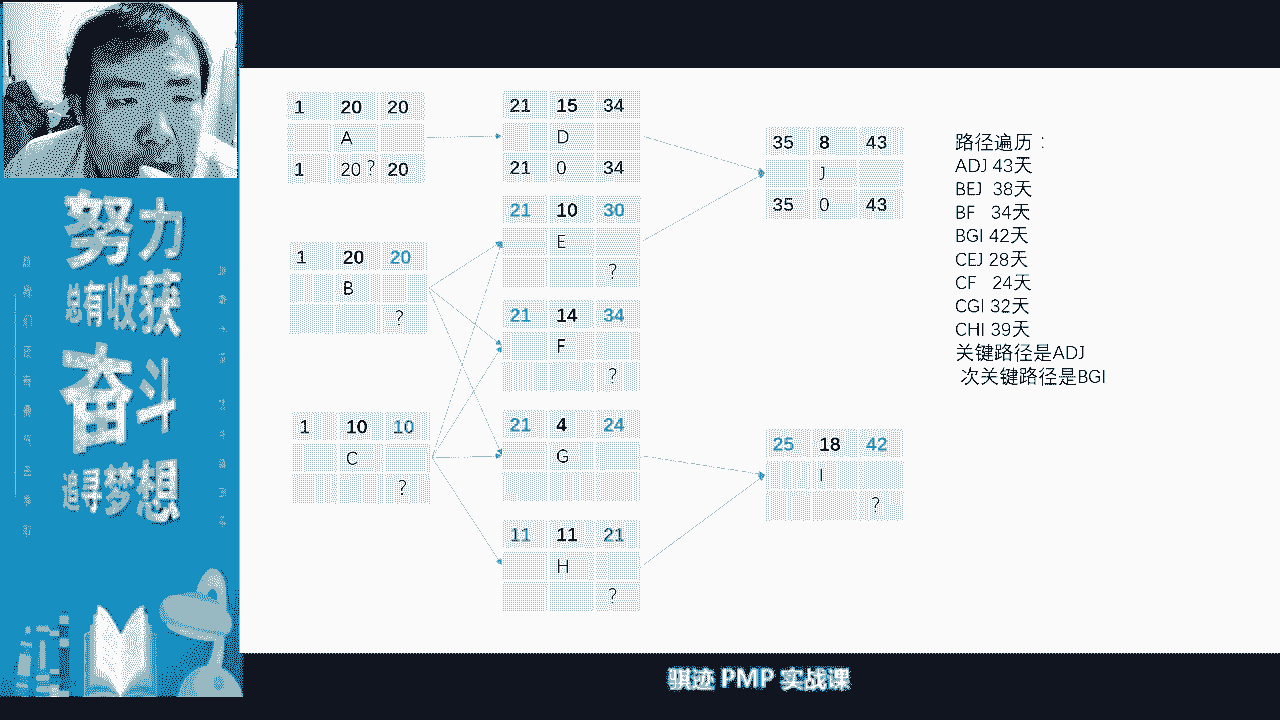 努力
总有收获
奋斗
追寻梦想
1 20 20
A
1 20 ? 20
21 15 34
D
21 0 34
35 8 43
J
35 0 43
21 10 30
E
?
1 20 20
B
?
21 14 34
F
?
1 10 10
C
?
21 4 24
G
25 18 42
I
?
11 11 21
H
?
路径遍历：
ADJ 43天
BEJ 38天
BF 34天
BGI 42天
CEJ 28天
CF 24天
CGI 32天
CHI 39天
关键路径是ADJ
次关键路径是BGI
骐迹 PMP 实战课